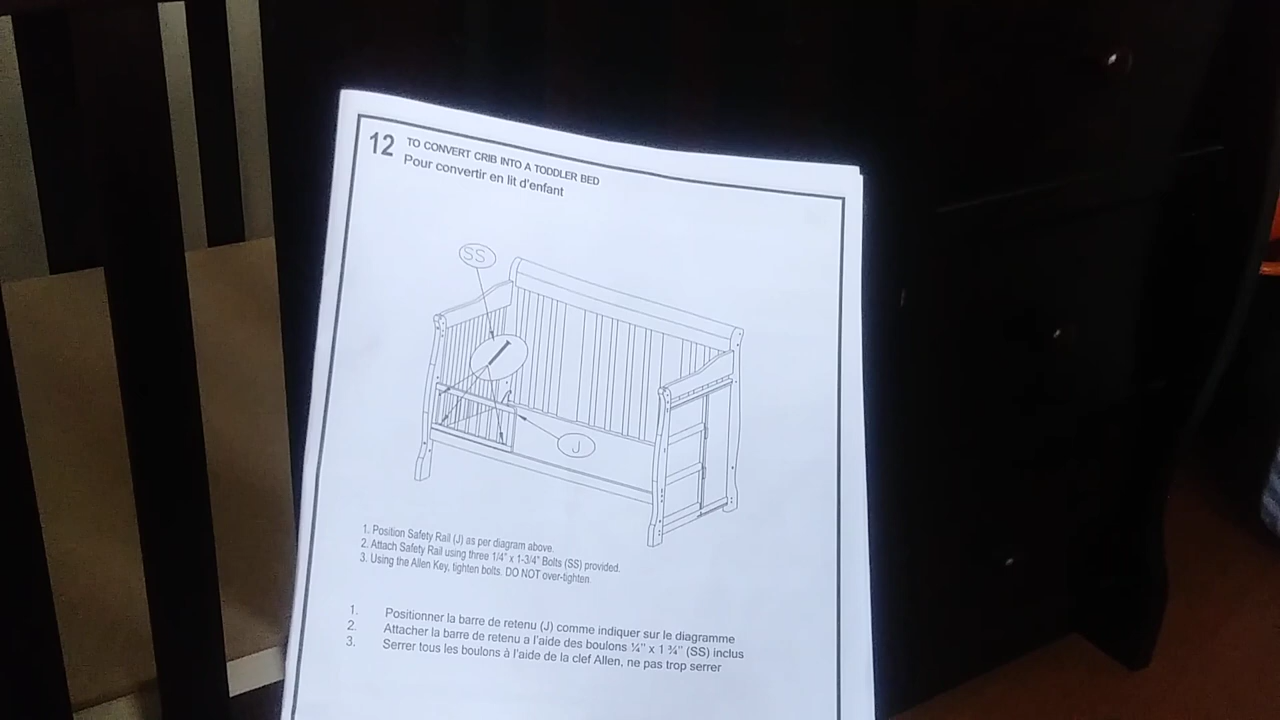 12 TO CONVERT CRIB INTO A TODDLER BED
Pour convertir en lit d'enfant
SS
J
1. Position Safety Rail (J) as per diagram above.
2. Attach Safety Rail using three 1/4" x 1-3/4" Bolts (SS) provided.
3. Using the Allen Key, tighten bolts. DO NOT over-tighten.
1. Positionner la barre de retenu (J) comme indiquer sur le diagramme
2. Attacher la barre de retenu a l'aide des boulons ¼" x 1 ¾" (SS) inclus
3. Serrer tous les boulons à l'aide de la clef Allen, ne pas trop serrer